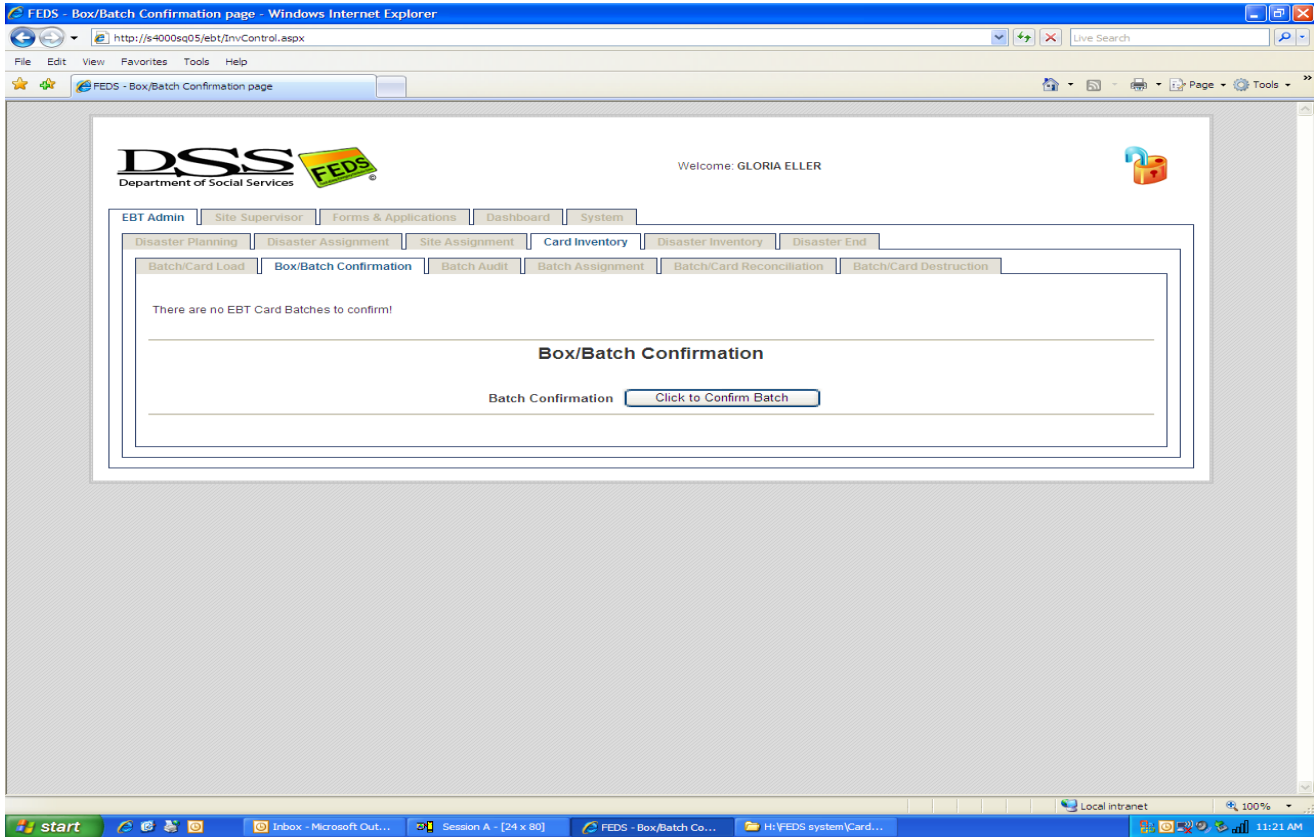 FEDS - Box/Batch Confirmation page - Windows Internet Explorer
http://s4000sq05/ebt/InvControl.aspx Live Search
File Edit View Favorites Tools Help
FEDS - Box/Batch Confirmation page Page Tools »
DSS FEDS ©
Department of Social Services
Welcome: GLORIA ELLER
EBT Admin Site Supervisor Forms & Applications Dashboard System
Disaster Planning Disaster Assignment Site Assignment Card Inventory Disaster Inventory Disaster End
Batch/Card Load Box/Batch Confirmation Batch Audit Batch Assignment Batch/Card Reconciliation Batch/Card Destruction
There are no EBT Card Batches to confirm!
Box/Batch Confirmation
Batch Confirmation Click to Confirm Batch
Local intranet 100%
start Inbox - Microsoft Out... Session A - [24 x 80] FEDS - Box/Batch Co... H:\FEDS system\Card... 11:21 AM